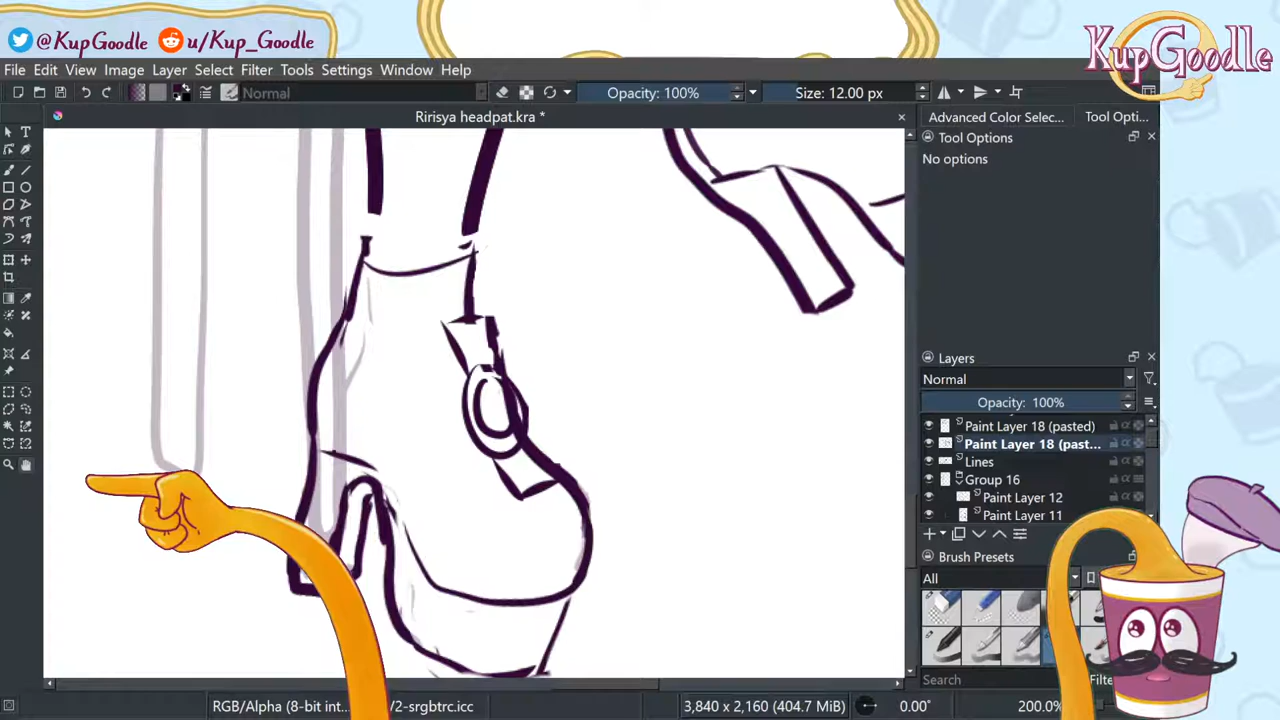 @KupGoodle u/Kup_Goodle
KupGoodle
File Edit View Image Layer Select Filter Tools Settings Window Help
Normal Opacity: 100% Size: 12.00 px
Ririsya headpat.kra * Advanced Color Selec... Tool Opti...
Tool Options
No options
Layers
Normal
Opacity: 100%
Paint Layer 18 (pasted)
Paint Layer 18 (past...
Lines
Group 16
Paint Layer 12
Paint Layer 11
Brush Presets
All
Search
RGB/Alpha (8-bit int... /2-srgbtrc.icc 3,840 x 2,160 (404.7 MiB) 0.00° 200.0%